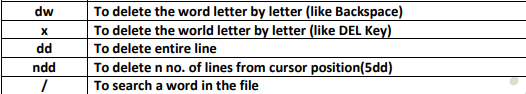 dw To delete the word letter by letter (like Backspace)
x To delete the world letter by letter (like DEL Key)
dd To delete entire line
ndd To delete n no. of lines from cursor position(5dd)
/ To search a word in the file